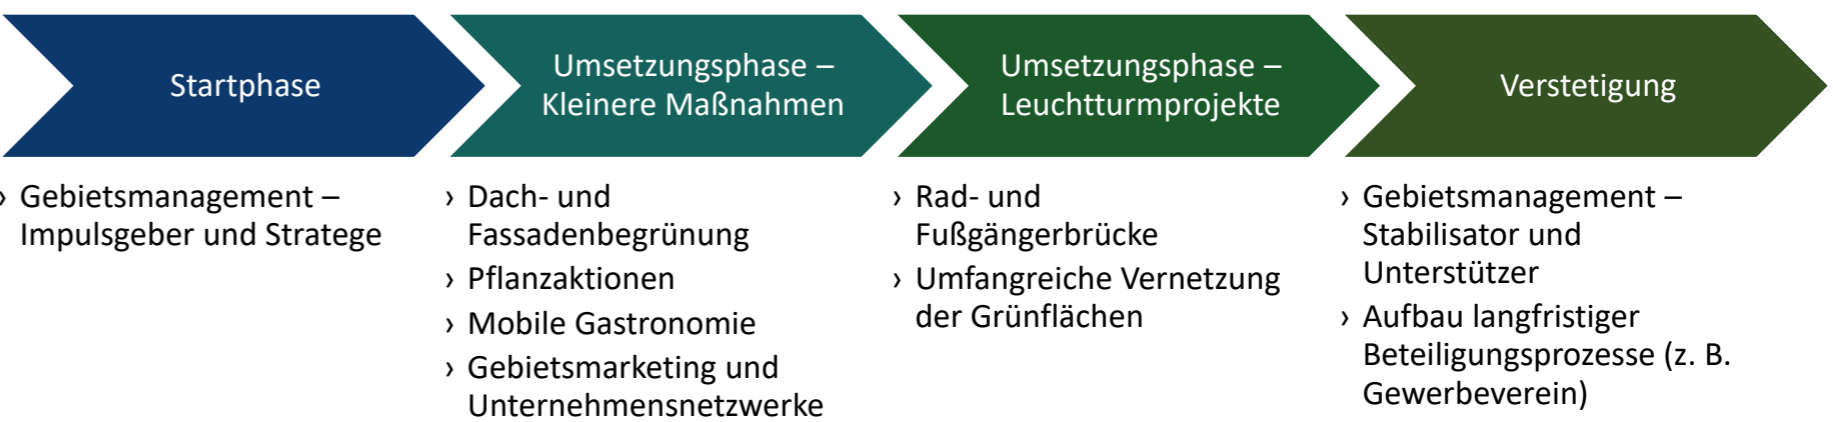 Startphase
› Gebietsmanagement –
Impulsgeber und Stratege
Umsetzungsphase –
Kleinere Maßnahmen
› Dach- und
Fassadenbegrünung
› Pflanzaktionen
› Mobile Gastronomie
› Gebietsmarketing und
Unternehmensnetzwerke
Umsetzungsphase –
Leuchtturmprojekte
› Rad- und
Fußgängerbrücke
› Umfangreiche Vernetzung
der Grünflächen
Verstetigung
› Gebietsmanagement –
Stabilisator und
Unterstützer
› Aufbau langfristiger
Beteiligungsprozesse (z. B.
Gewerbeverein)